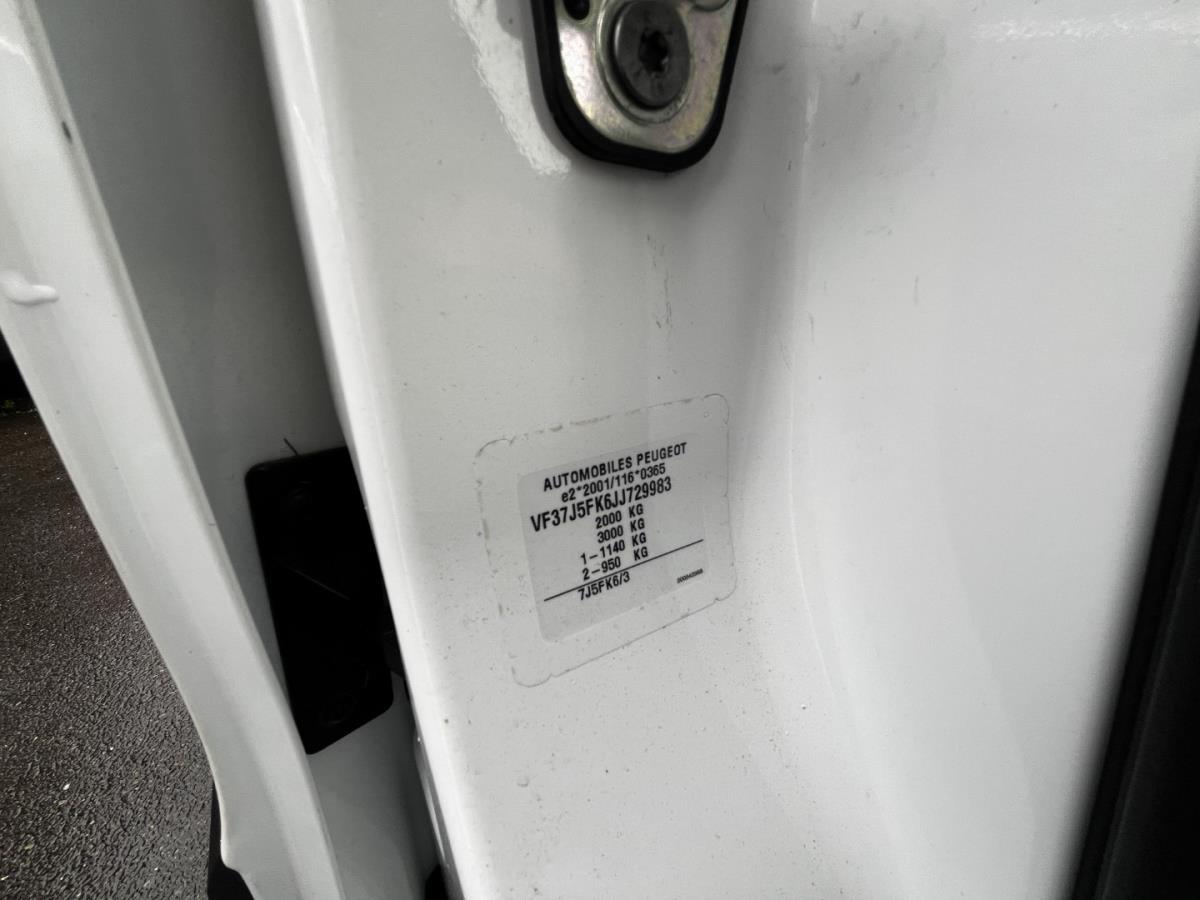 AUTOMOBILES PEUGEOT
e2*2001/116*0365
VF37J5FK6JJ729983
2000 KG
3000 KG
1-1140 KG
2-950 KG
7J5FK6/3